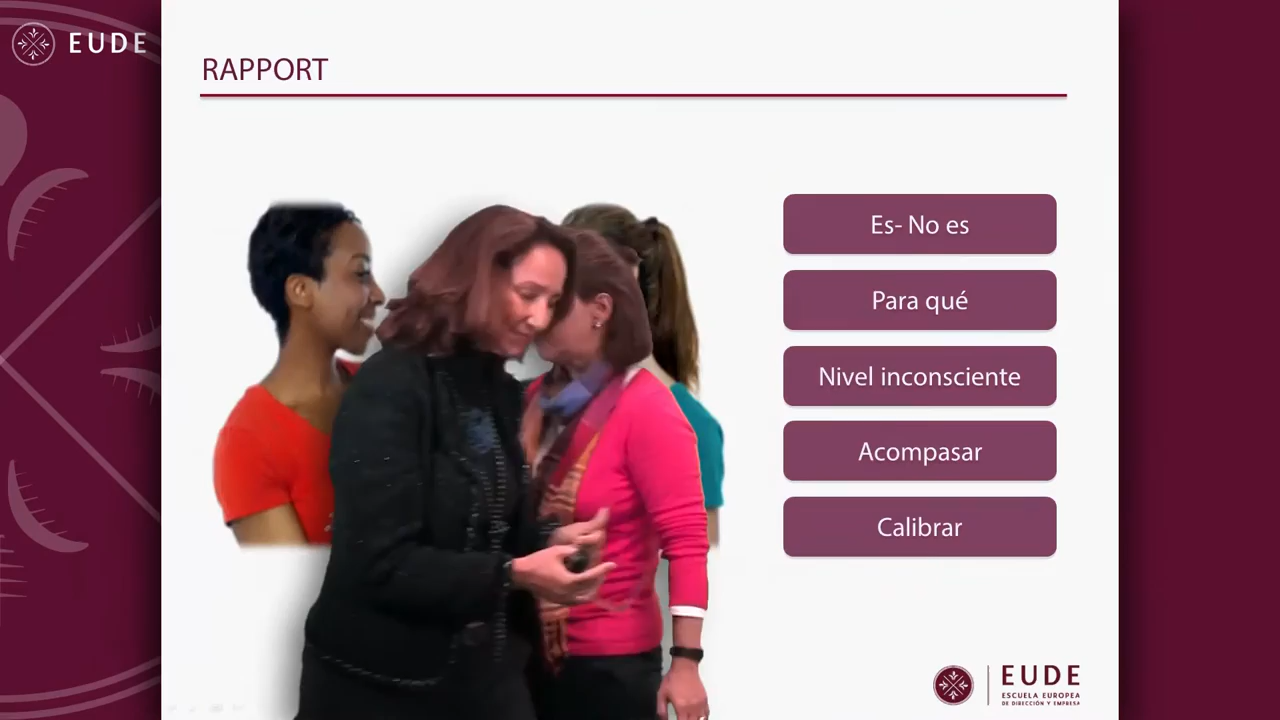 EUDE
RAPPORT
Es- No es
Para qué
Nivel inconsciente
Acompasar
Calibrar
EUDE
ESCUELA EUROPEA
DE DIRECCIÓN Y EMPRESA